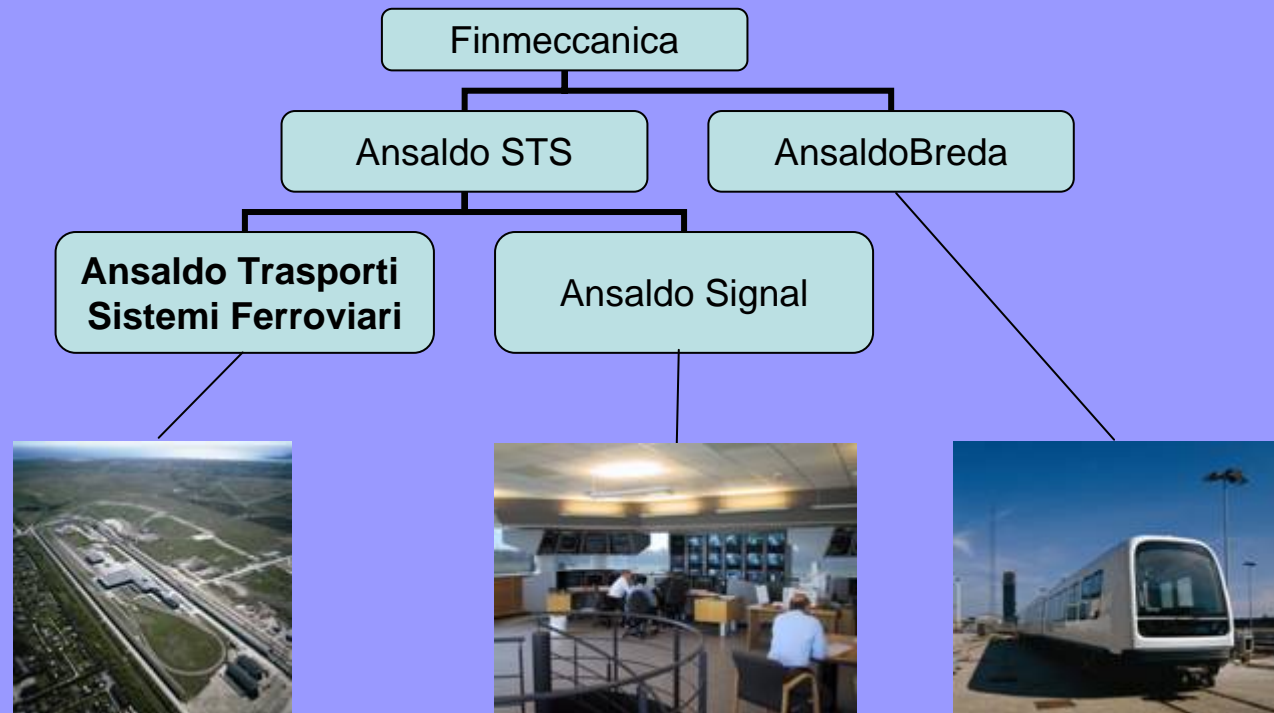 Finmeccanica
Ansaldo STS
AnsaldoBreda
Ansaldo Trasporti
Sistemi Ferroviari
Ansaldo Signal